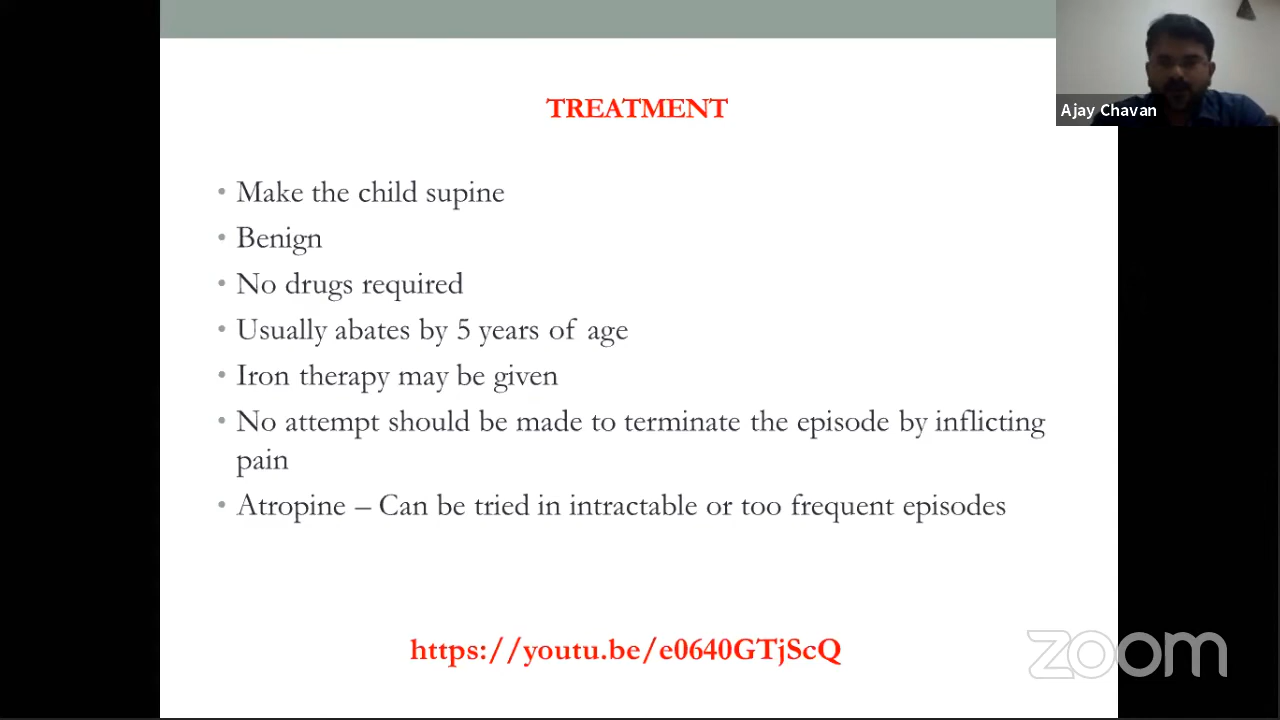 TREATMENT
Ajay Chavan
• Make the child supine
• Benign
• No drugs required
• Usually abates by 5 years of age
• Iron therapy may be given
• No attempt should be made to terminate the episode by inflicting
pain
• Atropine – Can be tried in intractable or too frequent episodes
https://youtu.be/e0640GTjScQ
zoom